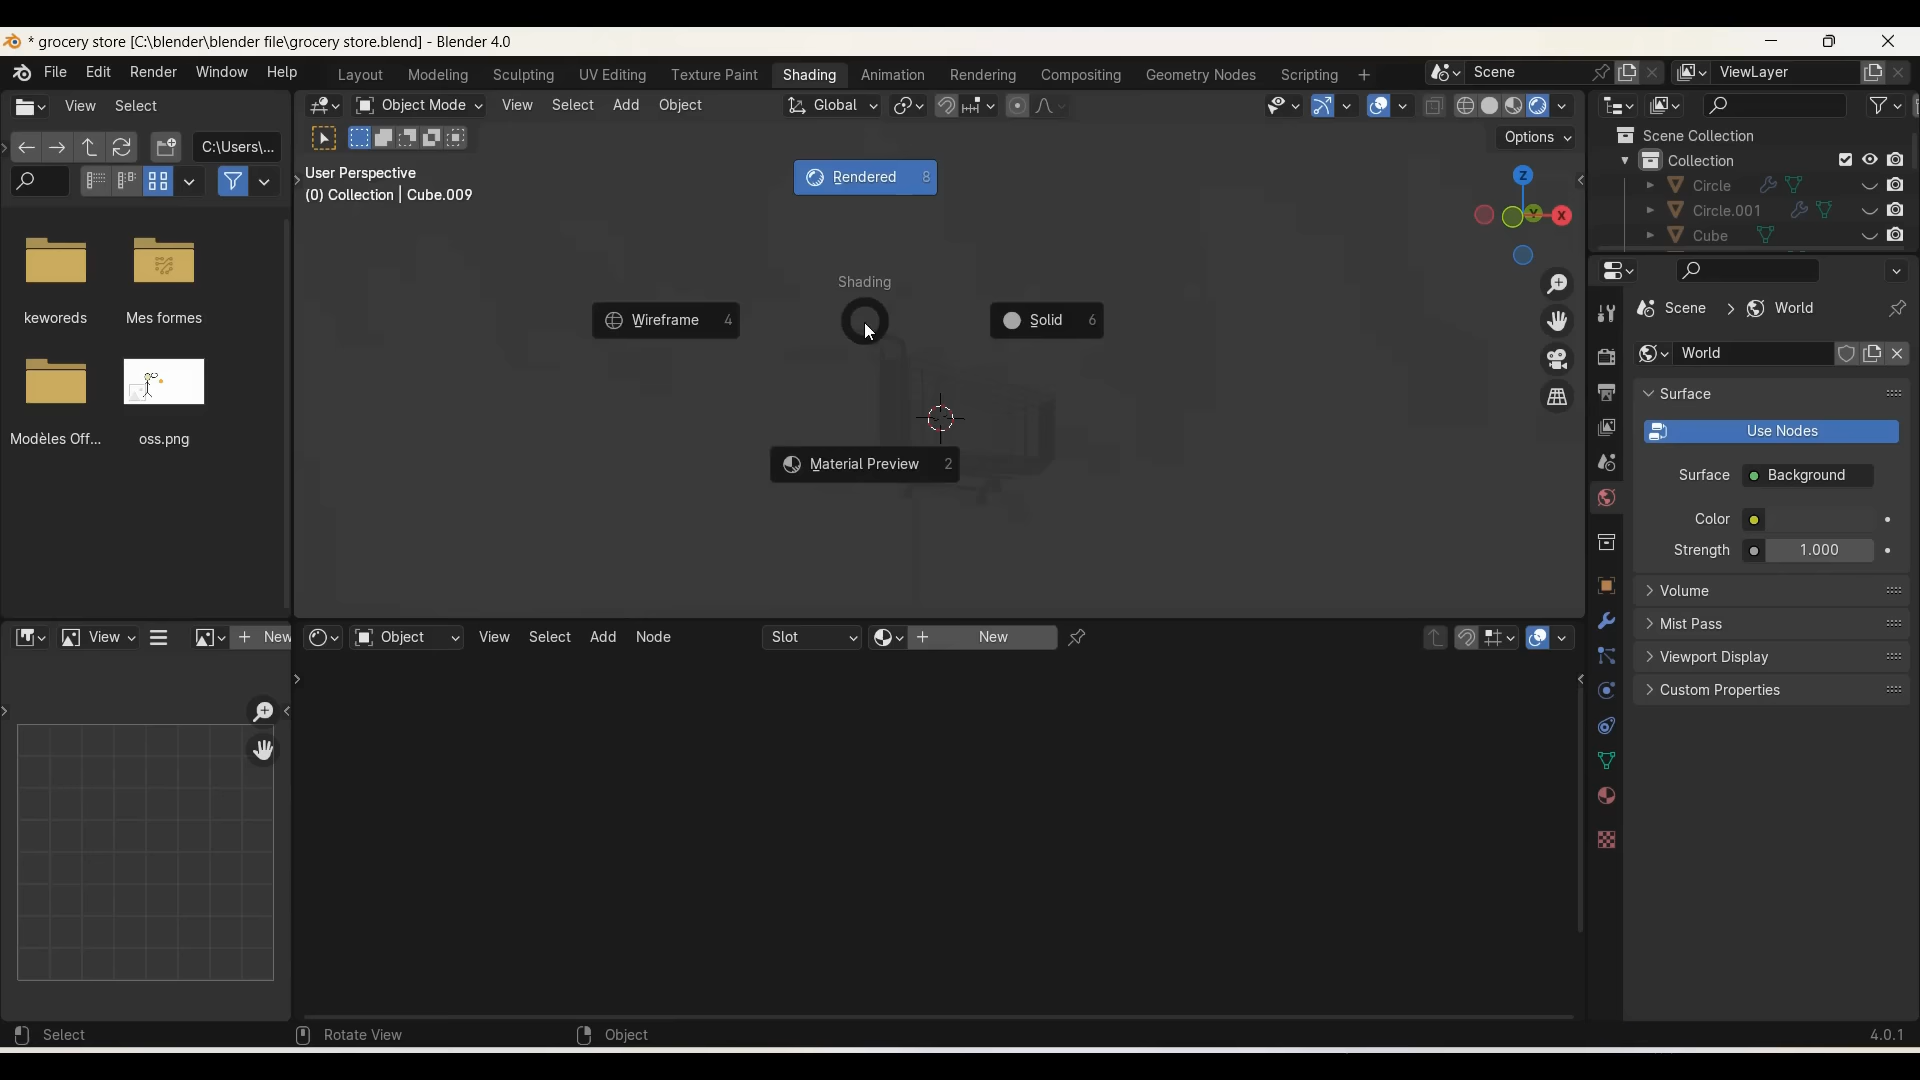 * grocery store [C:\blender\blender file\grocery store.blend] - Blender 4.0
File Edit Render Window Help
Layout Modeling Sculpting UV Editing Texture Paint Shading Animation Rendering Compositing Geometry Nodes Scripting +
Scene
ViewLayer
View Select
Object Mode View Select Add Object
Global
C:\Users\...
Options
User Perspective
(0) Collection | Cube.009
Rendered 8
Shading
Wireframe 4
Solid 6
Material Preview 2
Z
Y
X
keworeds
Mes formes
Modèles Off...
oss.png
Scene Collection
Collection
Circle
Circle.001
Cube
Scene > World
World
Surface
Use Nodes
Surface Background
Color
Strength 1.000
Volume
Mist Pass
Viewport Display
Custom Properties
View
+ New
Object View Select Add Node
Slot
+ New
Select
Rotate View
Object
4.0.1